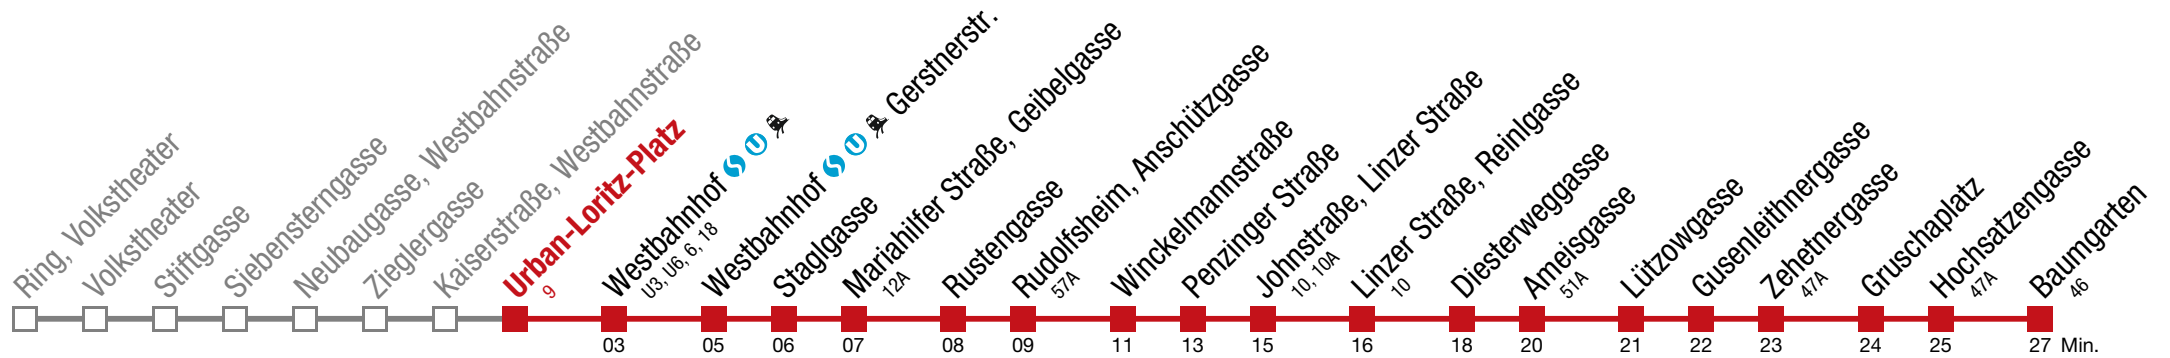 Ring, Volkstheater
Volkstheater
Stiftgasse
Siebensterngasse
Neubaugasse, Westbahnstraße
Zieglergasse
Kaiserstraße, Westbahnstraße
Urban-Loritz-Platz
9
Westbahnhof S U
U3, U6, 6, 18
Westbahnhof S U Gerstnerstr.
Staglgasse
Mariahilfer Straße, Geibelgasse
12A
Rustengasse
Rudolfsheim, Anschützgasse
57A
Winckelmannstraße
Penzinger Straße
Johnstraße, Linzer Straße
10, 10A
Linzer Straße, Reinlgasse
10
Diesterweggasse
Ameisgasse
51A
Lützowgasse
Gusenleithnergasse
Zehetnergasse
47A
Gruschaplatz
Hochsatzengasse
47A
Baumgarten
46
03 05 06 07 08 09 11 13 15 16 18 20 21 22 23 24 25 27 Min.